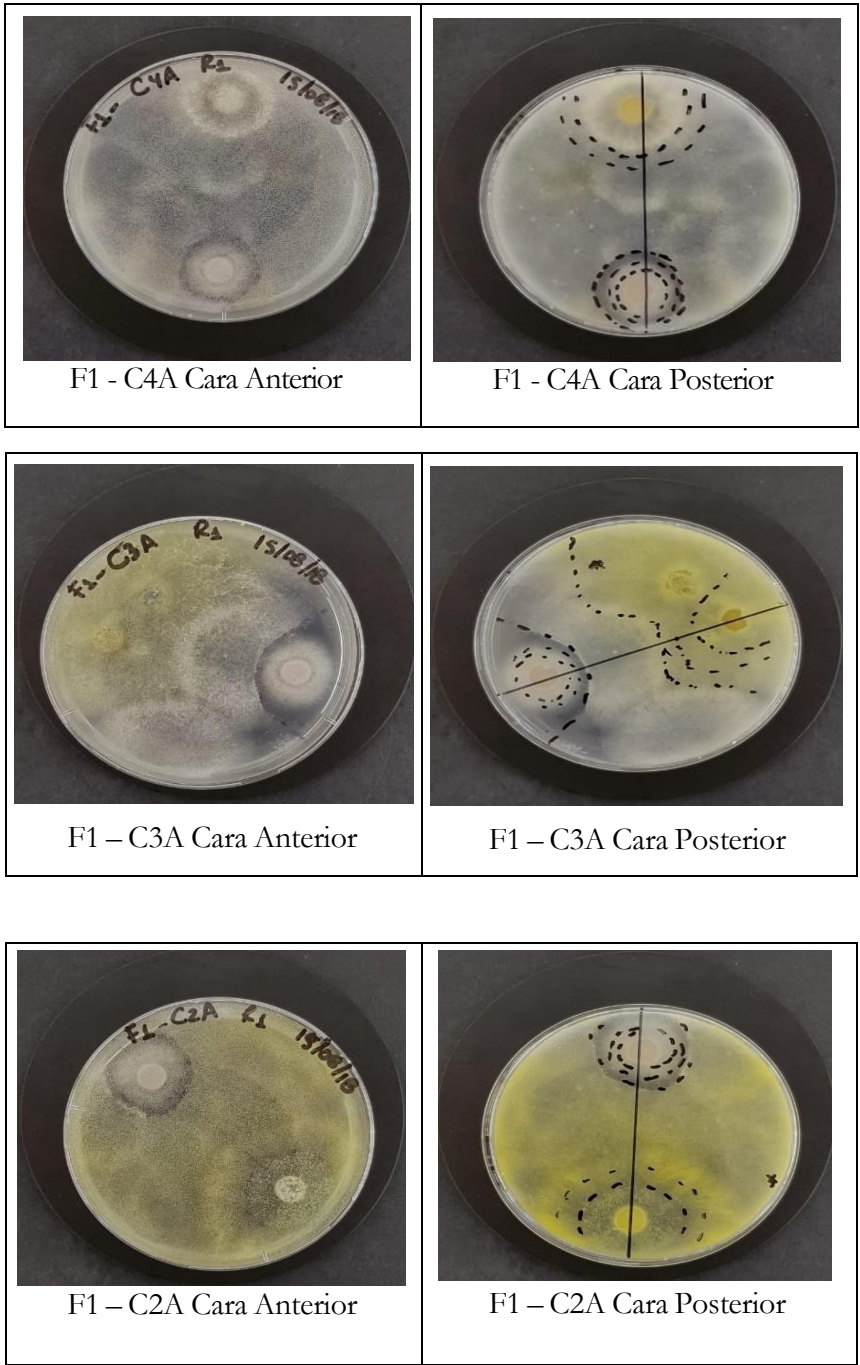 F1- C4A R1 15/08/18
F1 - C4A Cara Anterior
F1 - C4A Cara Posterior
F1-C3A R1 15/08/18
F1 – C3A Cara Anterior
F1 – C3A Cara Posterior
F1-C2A R1 15/08/18
F1 – C2A Cara Anterior
F1 – C2A Cara Posterior